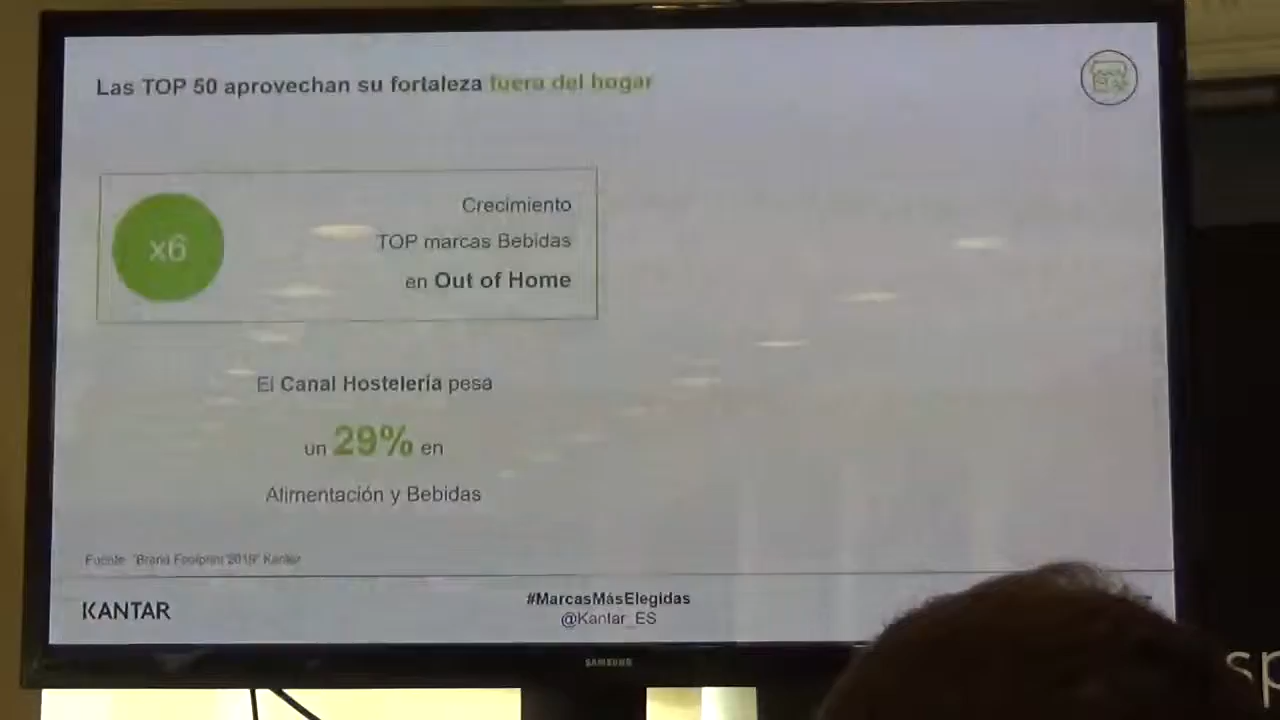 Las TOP 50 aprovechan su fortaleza fuera del hogar
x6
Crecimiento
TOP marcas Bebidas
en Out of Home
El Canal Hostelería pesa
un 29% en
Alimentación y Bebidas
Fuente: "Brand Footprint 2019" Kantar
KANTAR
#MarcasMásElegidas
@Kantar_ES
SAMSUNG
sp